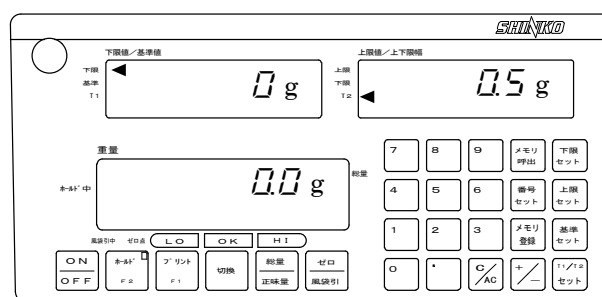 SHINKO
下限値／基準値
上限値／上下限幅
下限
基準
T1
0 g
上限
下限
T2
0.5 g
重量
ホールド中
0.0 g
総量
風袋引中 ゼロ点 LO OK HI
7 8 9 メモリ呼出 下限セット
4 5 6 番号セット 上限セット
1 2 3 メモリ登録 基準セット
0 . C/AC +/− T1/T2セット
ON
OFF
ホールド
F2
プリント
F1
切換
総量
正味量
ゼロ
風袋引